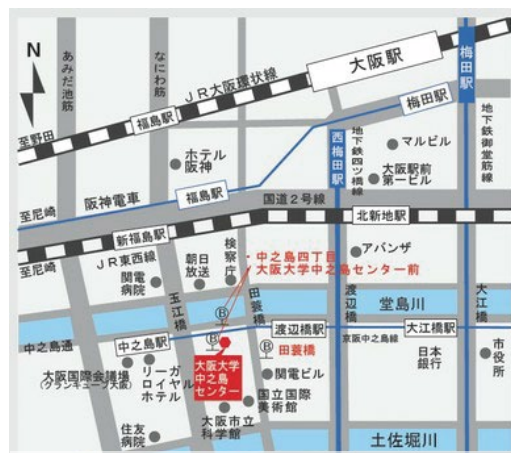 N
あみだ池筋
なにわ筋
JR大阪環状線
大阪駅
梅田駅
至野田
福島駅
梅田駅
ホテル
阪神
西梅田駅
地下鉄四ツ橋線
マルビル
大阪駅前
第一ビル
地下鉄御堂筋線
至尼崎
阪神電車
福島駅
国道2号線
新福島駅
北新地駅
至尼崎
JR東西線
関電
病院
朝日
放送
検察庁
・中之島四丁目
・大阪大学中之島センター前
アバンザ
玉江橋
田蓑橋
渡辺橋
堂島川
大江橋
中之島通
中之島駅
B
B
B
渡辺橋駅
京阪中之島線
大江橋駅
大阪大学
中之島
センター
田蓑橋
日本
銀行
市役所
大阪国際会議場
(グランキューブ大阪)
リーガ
ロイヤル
ホテル
関電ビル
国立国際
美術館
大阪市立
科学館
住友
病院
土佐堀川